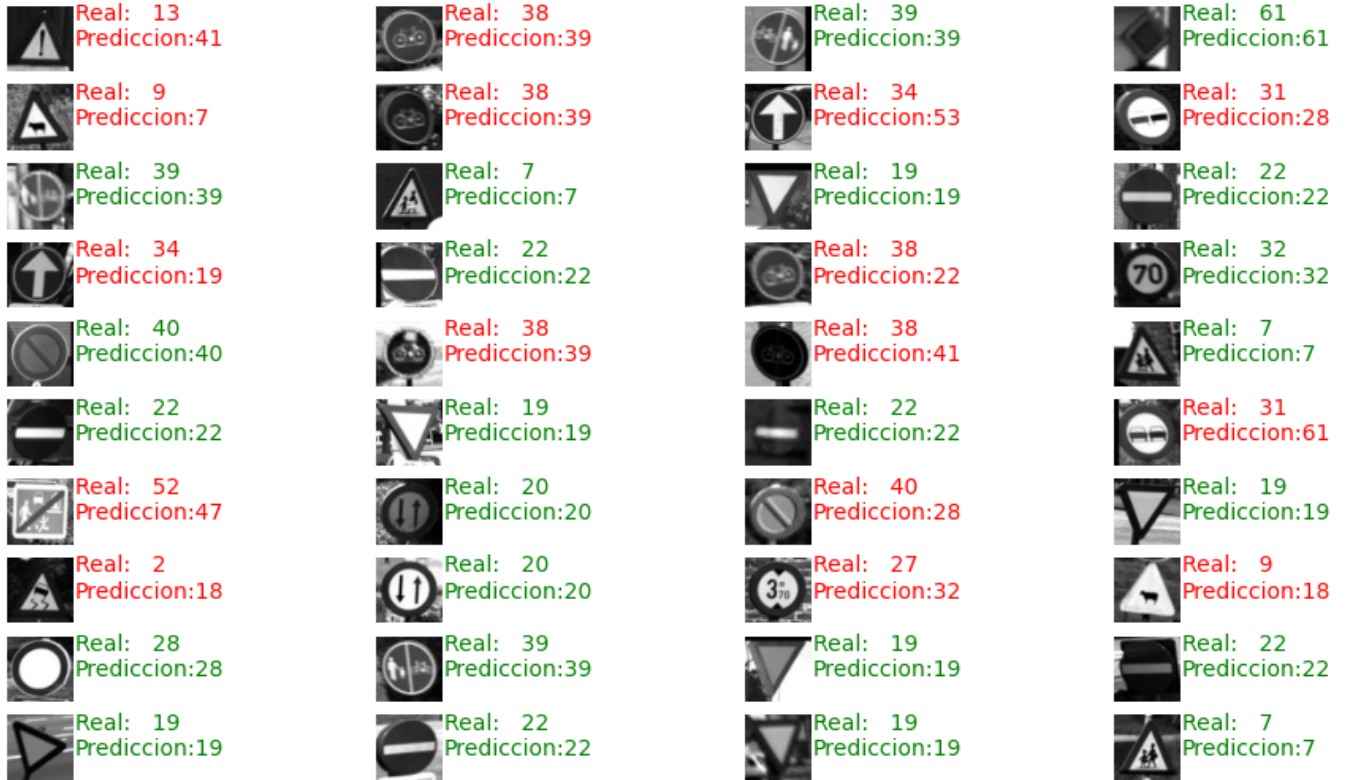 Real: 13
Prediccion:41
Real: 38
Prediccion:39
Real: 39
Prediccion:39
Real: 61
Prediccion:61
Real: 9
Prediccion:7
Real: 38
Prediccion:39
Real: 34
Prediccion:53
Real: 31
Prediccion:28
Real: 39
Prediccion:39
Real: 7
Prediccion:7
Real: 19
Prediccion:19
Real: 22
Prediccion:22
Real: 34
Prediccion:19
Real: 22
Prediccion:22
Real: 38
Prediccion:22
70
Real: 32
Prediccion:32
Real: 40
Prediccion:40
Real: 38
Prediccion:39
Real: 38
Prediccion:41
Real: 7
Prediccion:7
Real: 22
Prediccion:22
Real: 19
Prediccion:19
Real: 22
Prediccion:22
Real: 31
Prediccion:61
Real: 52
Prediccion:47
Real: 20
Prediccion:20
Real: 40
Prediccion:28
Real: 19
Prediccion:19
Real: 2
Prediccion:18
Real: 20
Prediccion:20
3 m 70
Real: 27
Prediccion:32
Real: 9
Prediccion:18
Real: 28
Prediccion:28
Real: 39
Prediccion:39
Real: 19
Prediccion:19
Real: 22
Prediccion:22
Real: 19
Prediccion:19
Real: 22
Prediccion:22
Real: 19
Prediccion:19
Real: 7
Prediccion:7